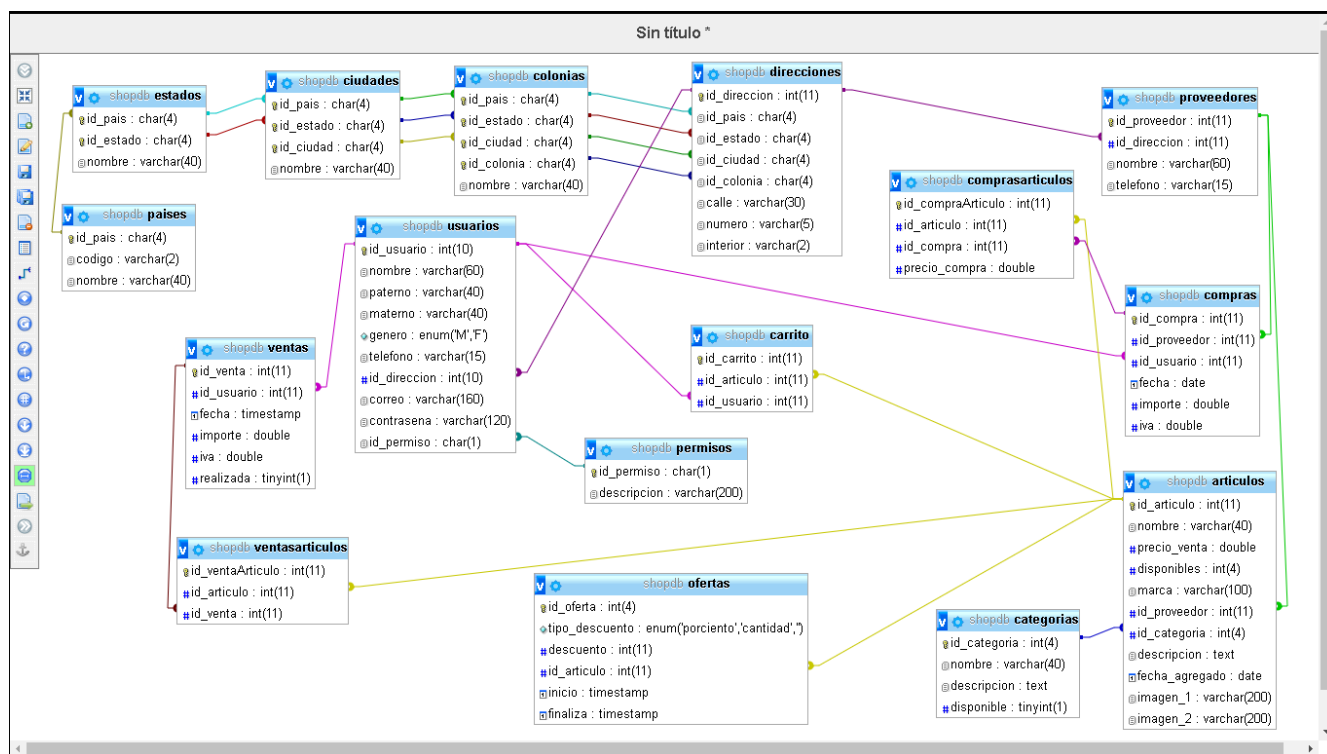 Sin título *
shopdb estados
id_pais : char(4)
id_estado : char(4)
nombre : varchar(40)
shopdb ciudades
id_pais : char(4)
id_estado : char(4)
id_ciudad : char(4)
nombre : varchar(40)
shopdb colonias
id_pais : char(4)
id_estado : char(4)
id_ciudad : char(4)
id_colonia : char(4)
nombre : varchar(40)
shopdb direcciones
id_direccion : int(11)
id_pais : char(4)
id_estado : char(4)
id_ciudad : char(4)
id_colonia : char(4)
calle : varchar(30)
numero : varchar(5)
interior : varchar(2)
shopdb proveedores
id_proveedor : int(11)
id_direccion : int(11)
nombre : varchar(60)
telefono : varchar(15)
shopdb comprasarticulos
id_compraArticulo : int(11)
id_articulo : int(11)
id_compra : int(11)
precio_compra : double
shopdb paises
id_pais : char(4)
codigo : varchar(2)
nombre : varchar(40)
shopdb usuarios
id_usuario : int(10)
nombre : varchar(60)
paterno : varchar(40)
materno : varchar(40)
genero : enum('M','F')
telefono : varchar(15)
id_direccion : int(10)
correo : varchar(160)
contrasena : varchar(120)
id_permiso : char(1)
shopdb compras
id_compra : int(11)
id_proveedor : int(11)
id_usuario : int(11)
fecha : date
importe : double
iva : double
shopdb ventas
id_venta : int(11)
id_usuario : int(11)
fecha : timestamp
importe : double
iva : double
realizada : tinyint(1)
shopdb carrito
id_carrito : int(11)
id_articulo : int(11)
id_usuario : int(11)
shopdb permisos
id_permiso : char(1)
descripcion : varchar(200)
shopdb articulos
id_articulo : int(11)
nombre : varchar(40)
precio_venta : double
disponibles : int(4)
marca : varchar(100)
id_proveedor : int(11)
id_categoria : int(4)
descripcion : text
fecha_agregado : date
imagen_1 : varchar(200)
imagen_2 : varchar(200)
shopdb ventasarticulos
id_ventaArticulo : int(11)
id_articulo : int(11)
id_venta : int(11)
shopdb ofertas
id_oferta : int(4)
tipo_descuento : enum('porciento','cantidad','')
descuento : int(11)
id_articulo : int(11)
inicio : timestamp
finaliza : timestamp
shopdb categorias
id_categoria : int(4)
nombre : varchar(40)
descripcion : text
disponible : tinyint(1)